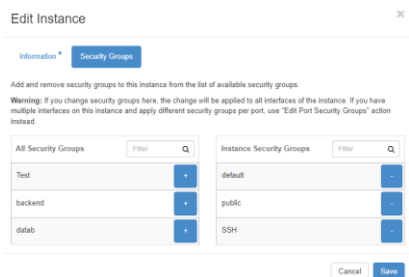 Edit Instance
×
Information *
Security Groups
Add and remove security groups to this instance from the list of available security groups.
Warning: If you change security groups here, the change will be applied to all interfaces of the instance. If you have
multiple interfaces on this instance and apply different security groups per port, use "Edit Port Security Groups" action
instead.
All Security Groups
Filter
Instance Security Groups
Filter
Test
+
default
-
backend
+
public
-
datab
+
SSH
-
Cancel
Save